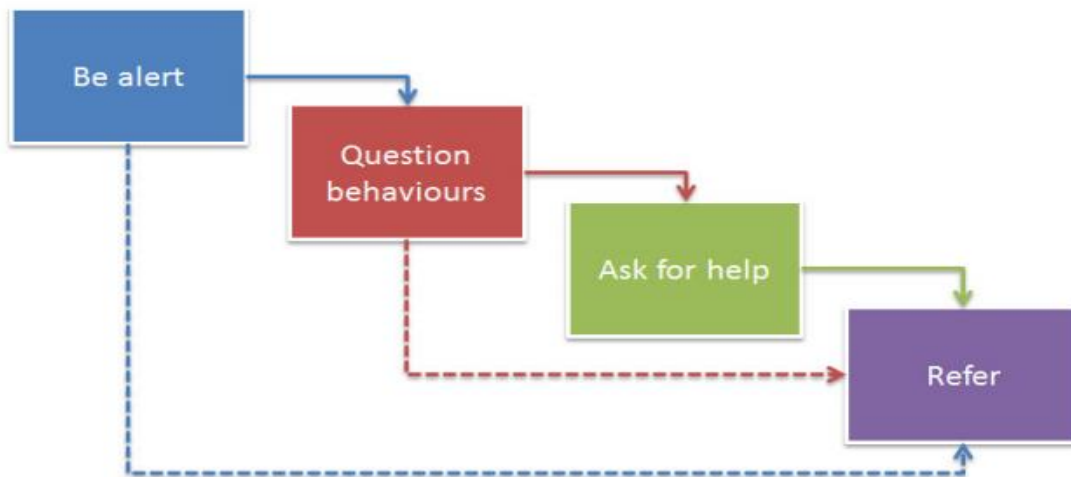 Be alert
Question
behaviours
Ask for help
Refer